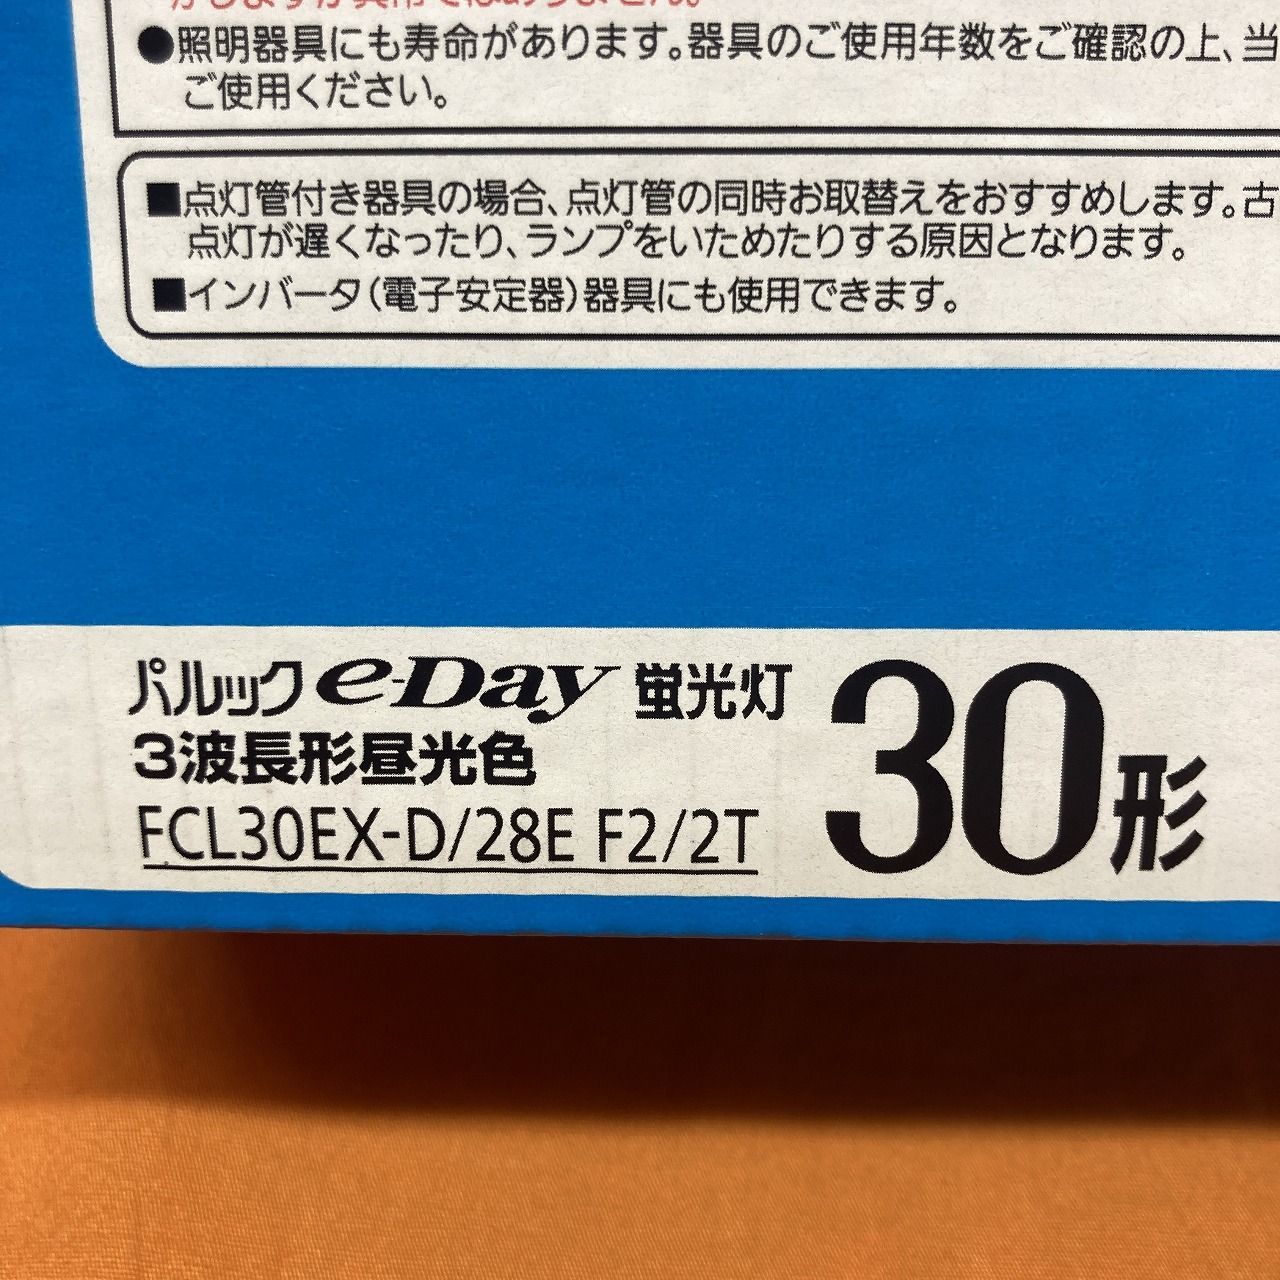 ●照明器具にも寿命があります。器具のご使用年数をご確認の上、当
ご使用ください。
■点灯管付き器具の場合、点灯管の同時お取替えをおすすめします。古
点灯が遅くなったり、ランプをいためたりする原因となります。
■インバータ(電子安定器)器具にも使用できます。
パルック e-Day 蛍光灯 30形
3波長形昼光色
FCL30EX-D/28E F2/2T